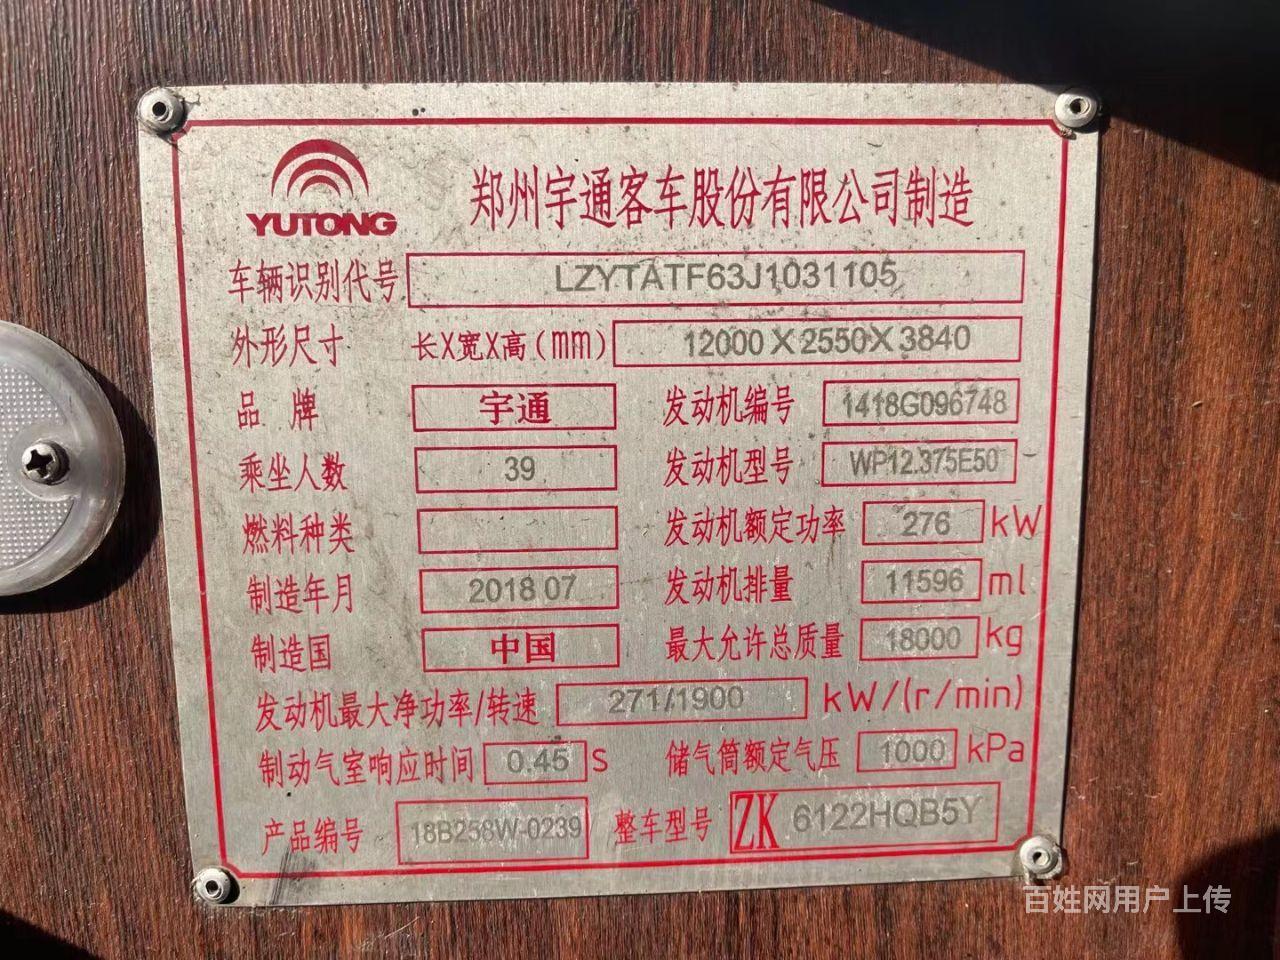 YUTONG 郑州宇通客车股份有限公司制造
车辆识别代号 LZYTATF63J1031105
外形尺寸 长X宽X高(mm) 12000X2550X3840
品牌 宇通 发动机编号 1418G096748
乘坐人数 39 发动机型号 WP12.375E50
燃料种类 发动机额定功率 276 kW
制造年月 2018 07 发动机排量 11596 ml
制造国 中国 最大允许总质量 18000 kg
发动机最大净功率/转速 271/1900 kW/(r/min)
制动气室响应时间 0.45 S 储气筒额定气压 1000 kPa
产品编号 18B258W-0239 整车型号 ZK 6122HQB5Y
百姓网用户上传